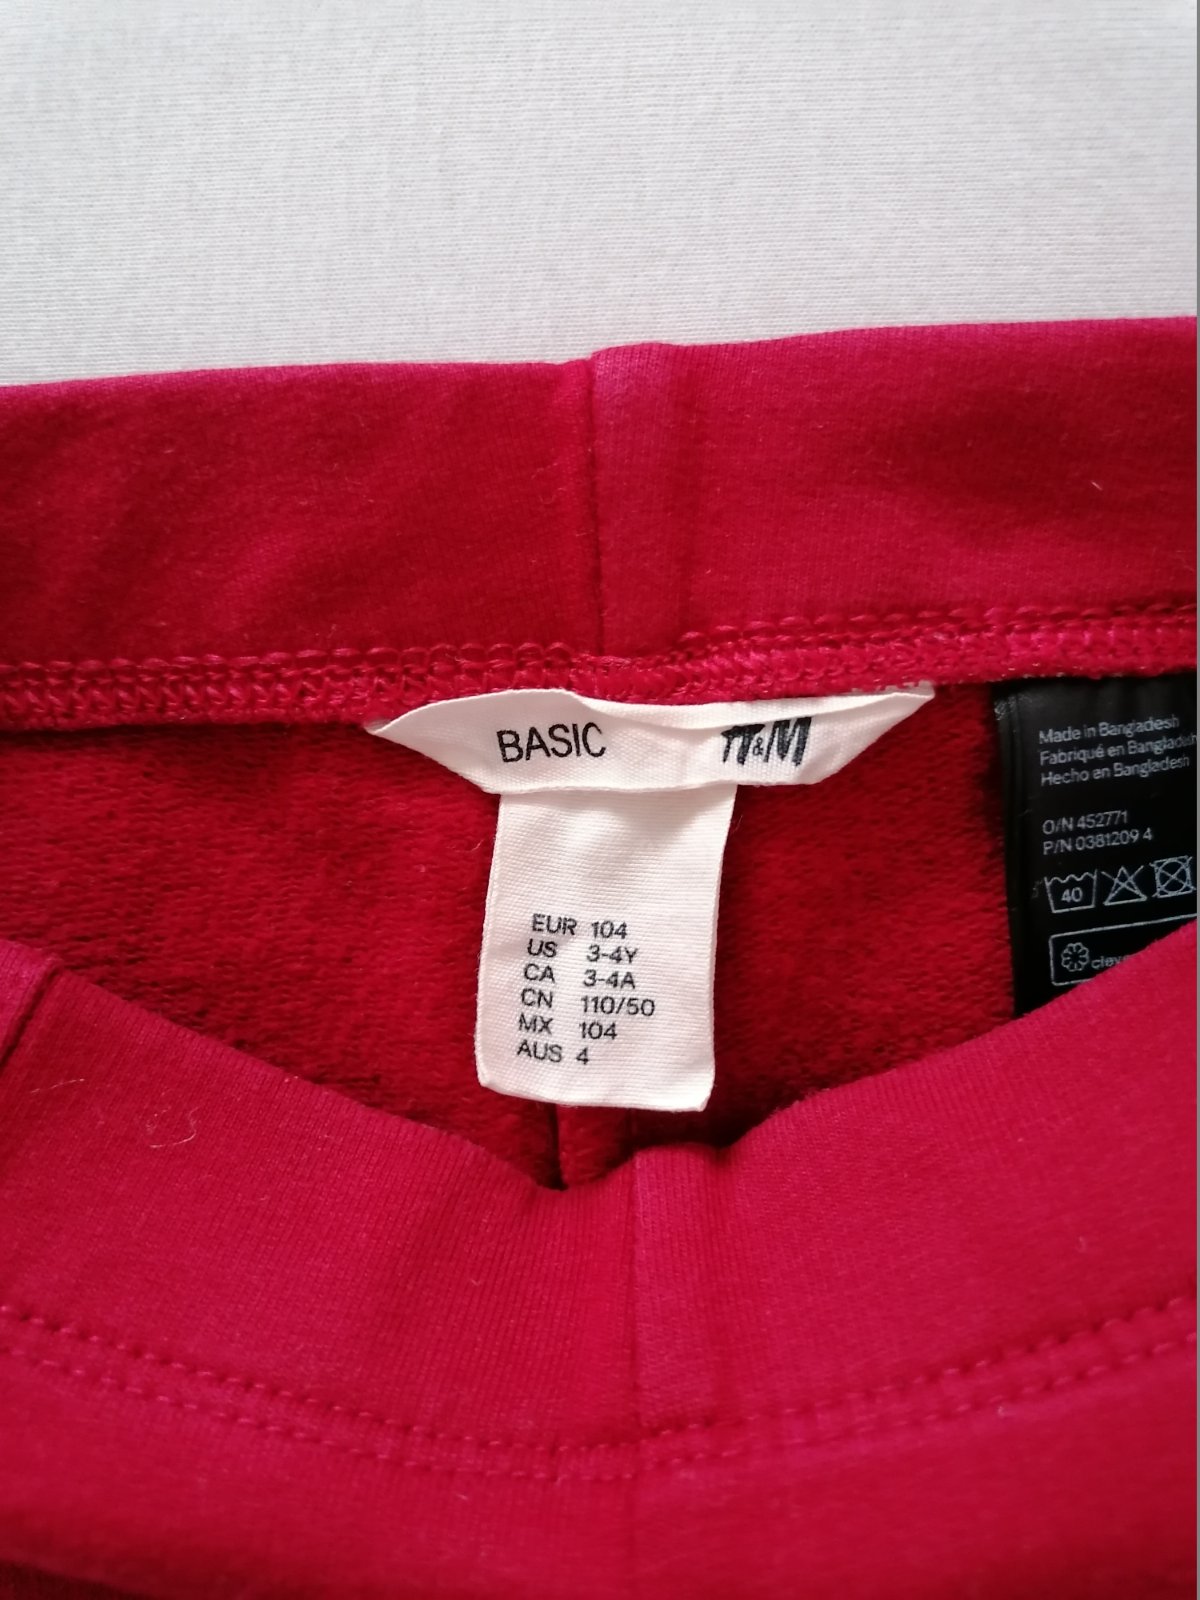 BASIC H&M
EUR 104
US 3-4Y
CA 3-4A
CN 110/50
MX 104
AUS 4
Made in Bangladesh
Fabriqué en Bangladesh
Hecho en Bangladesh
O/N 452771
P/N 0381209 4
40